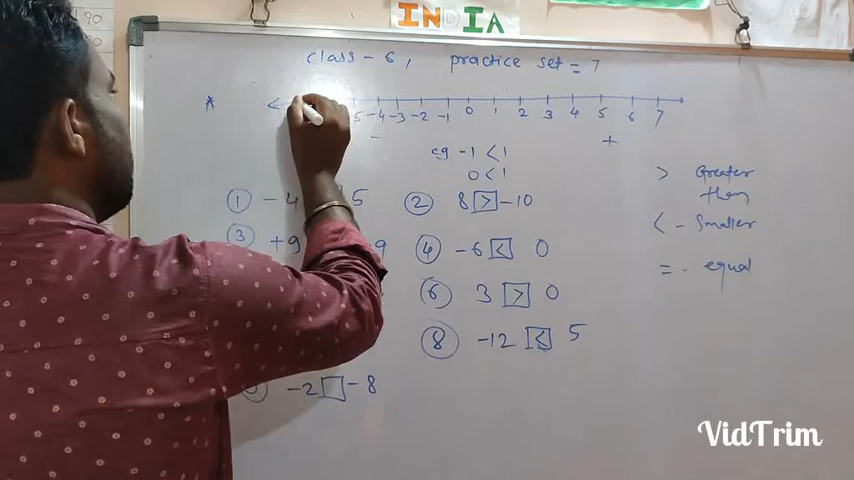 INDIA
90
class - 6, practice set = 7
* < 5 -4 -3 -2 -1 0 1 2 3 4 5 6 7
- +
eg -1 < 1
0 < 1
> Greater than
< - Smaller
= - equal
① -4 5 ② 8 > -10
③ +9 9 ④ -6 < 0
⑥ 3 > 0
⑧ -12 < 5
-2 □ -8
VidTrim